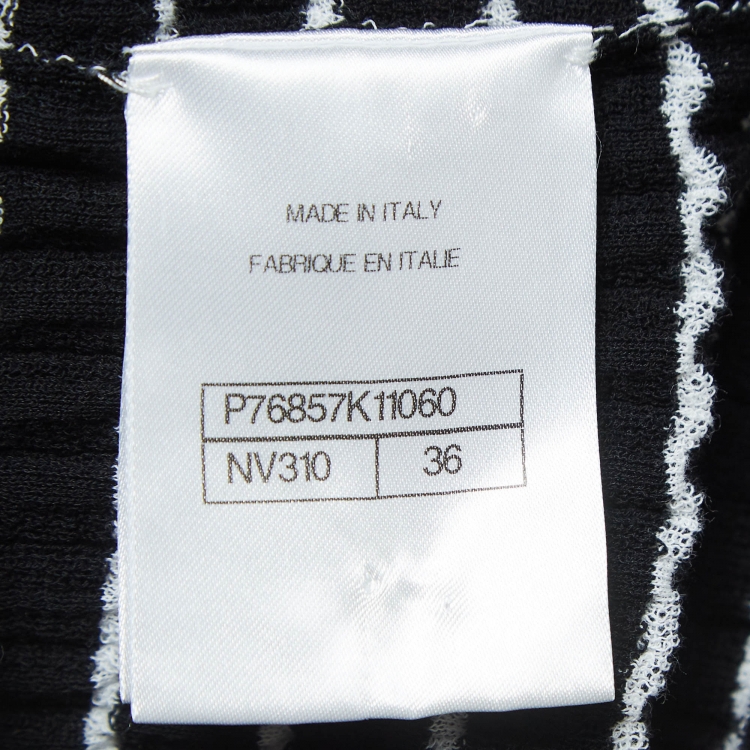 MADE IN ITALY
FABRIQUE EN ITALIE
P76857K11060
NV310 36